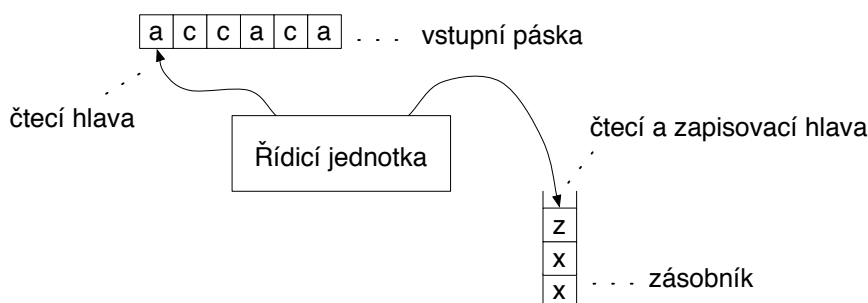 a c c a c a . . . vstupní páska
čtecí hlava
čtecí a zapisovací hlava
Řídicí jednotka
z
x
x . . . zásobník